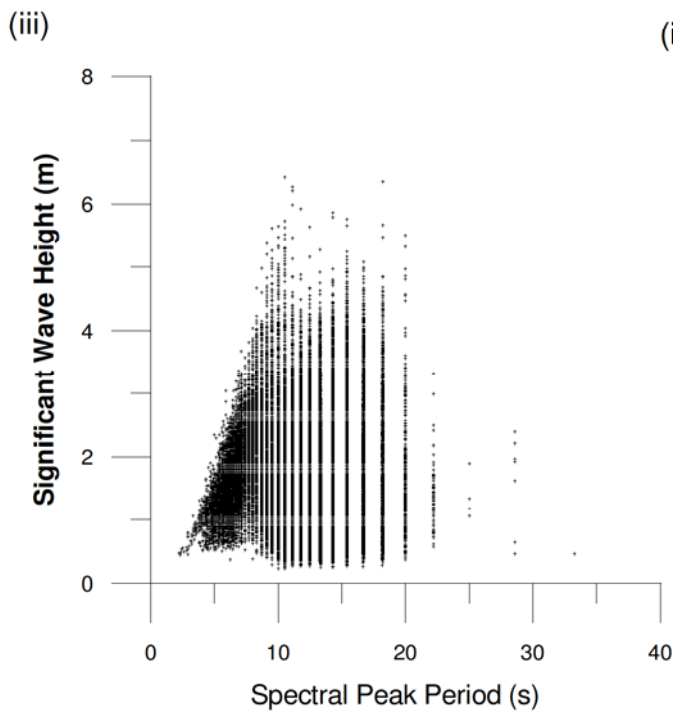 (iii)
(i
8
6
4
2
0
Significant Wave Height (m)
0 10 20 30 40
Spectral Peak Period (s)